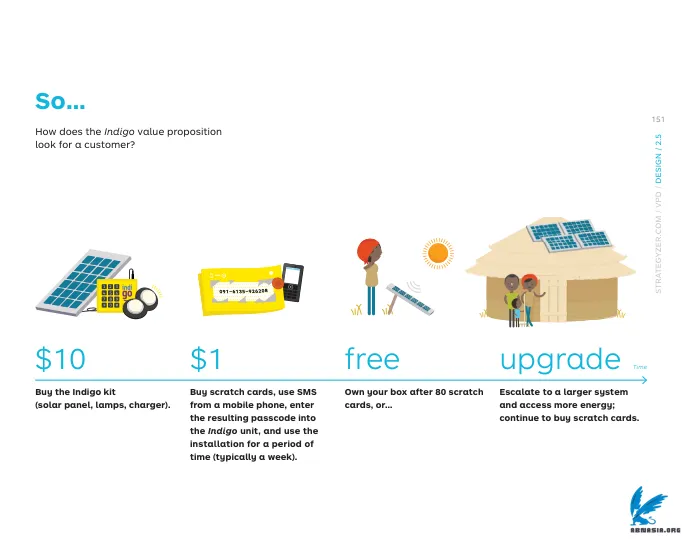 So...
How does the Indigo value proposition
look for a customer?
151
STRATEGYZER.COM / VPD / DESIGN / 2.5
indi
go
091-6135-926208
$10
$1
free
upgrade
Time
Buy the Indigo kit
(solar panel, lamps, charger).
Buy scratch cards, use SMS
from a mobile phone, enter
the resulting passcode into
the Indigo unit, and use the
installation for a period of
time (typically a week).
Own your box after 80 scratch
cards, or...
Escalate to a larger system
and access more energy;
continue to buy scratch cards.
ABMASIA.ORG